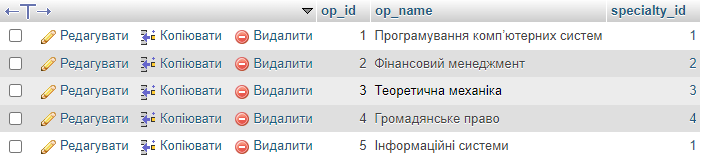 op_id op_name specialty_id
Редагувати Копіювати Видалити 1 Програмування комп'ютерних систем 1
Редагувати Копіювати Видалити 2 Фінансовий менеджмент 2
Редагувати Копіювати Видалити 3 Теоретична механіка 3
Редагувати Копіювати Видалити 4 Громадянське право 4
Редагувати Копіювати Видалити 5 Інформаційні системи 1